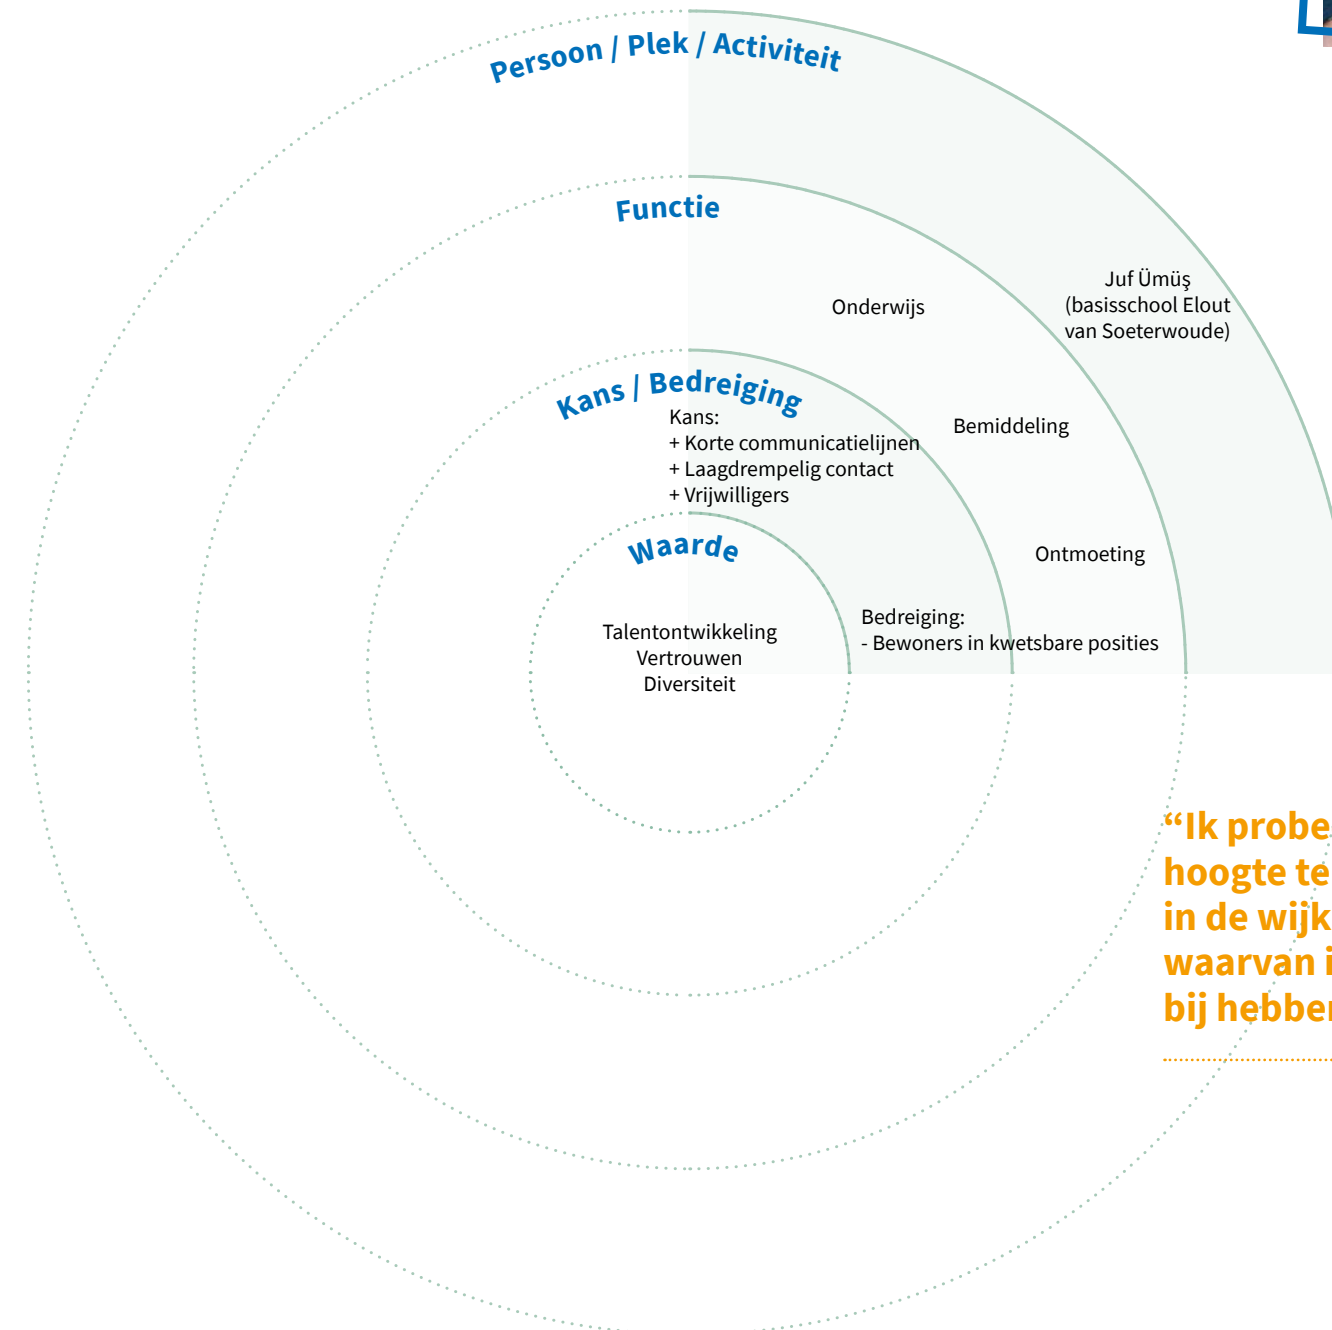 Persoon / Plek / Activiteit
Functie
Juf Ümüş
(basisschool Elout
van Soeterwoude)
Onderwijs
Kans / Bedreiging
Kans:
+ Korte communicatielijnen
+ Laagdrempelig contact
+ Vrijwilligers
Bemiddeling
Waarde
Ontmoeting
Bedreiging:
- Bewoners in kwetsbare posities
Talentontwikkeling
Vertrouwen
Diversiteit
“Ik probe
hoogte te
in de wijk
waarvan i
bij hebbe